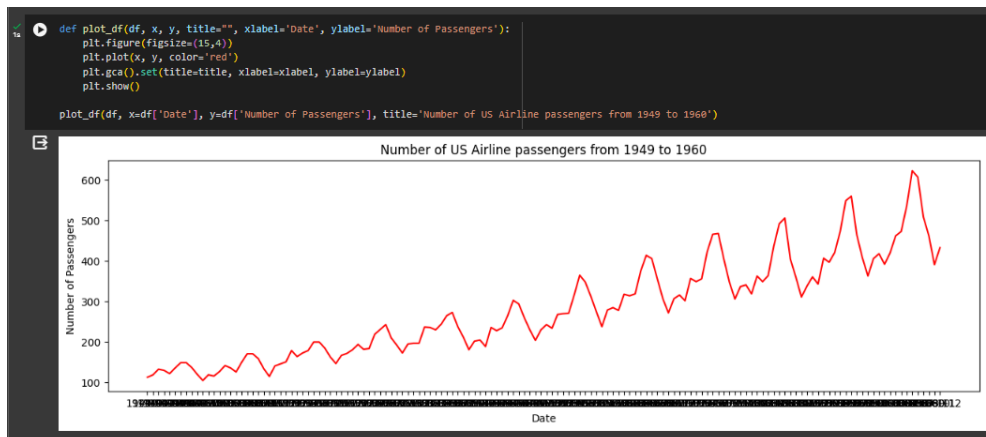 1s
def plot_df(df, x, y, title="", xlabel='Date', ylabel='Number of Passengers'):
    plt.figure(figsize=(15,4))
    plt.plot(x, y, color='red')
    plt.gca().set(title=title, xlabel=xlabel, ylabel=ylabel)
    plt.show()
plot_df(df, x=df['Date'], y=df['Number of Passengers'], title='Number of US Airline passengers from 1949 to 1960')
Number of US Airline passengers from 1949 to 1960
Number of Passengers
600
500
400
300
200
100
Date